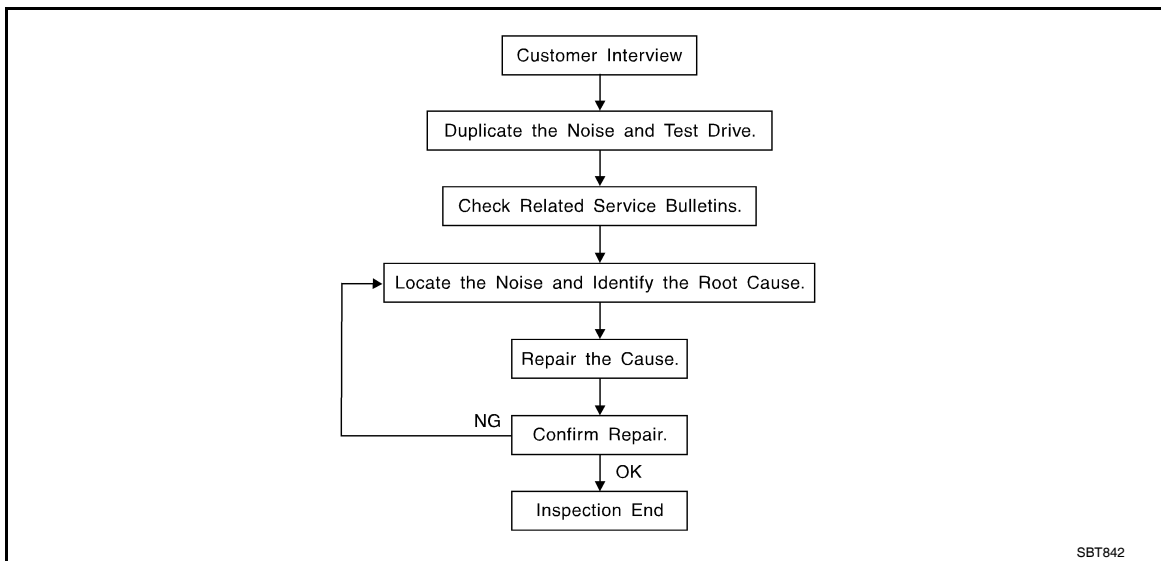 Customer Interview
Duplicate the Noise and Test Drive.
Check Related Service Bulletins.
Locate the Noise and Identify the Root Cause.
Repair the Cause.
NG
Confirm Repair.
OK
Inspection End
SBT842